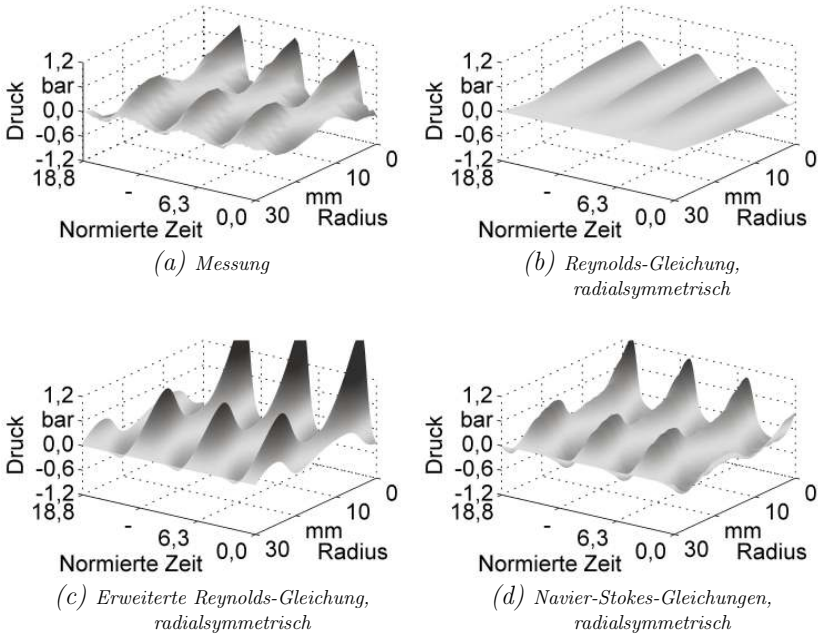 1,2
bar
0,0
-0,6
-1,2
Druck
18,8
-
6,3
0,0
Normierte Zeit
30
mm
10
0
Radius
(a) Messung
1,2
bar
0,0
-0,6
-1,2
Druck
18,8
-
6,3
0,0
Normierte Zeit
30
mm
10
0
Radius
(b) Reynolds-Gleichung,
radialsymmetrisch
1,2
bar
0,0
-0,6
-1,2
Druck
18,8
-
6,3
0,0
Normierte Zeit
30
mm
10
0
Radius
(c) Erweiterte Reynolds-Gleichung,
radialsymmetrisch
1,2
bar
0,0
-0,6
-1,2
Druck
18,8
-
6,3
0,0
Normierte Zeit
30
mm
10
0
Radius
(d) Navier-Stokes-Gleichungen,
radialsymmetrisch